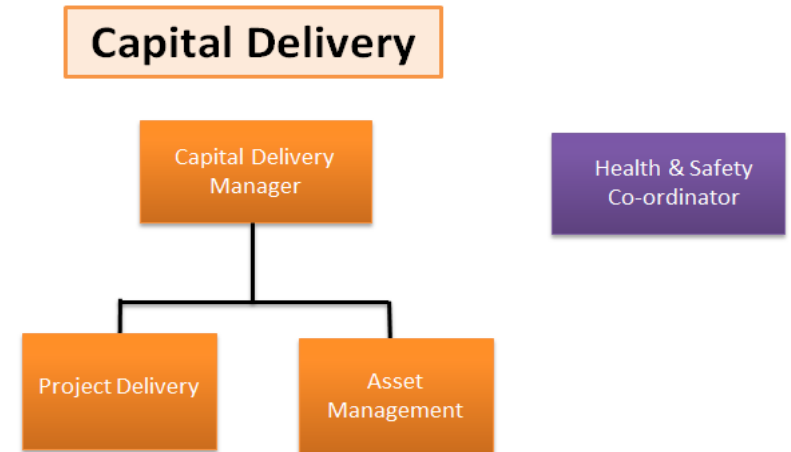 Capital Delivery
Capital Delivery
Manager
Health & Safety
Co-ordinator
Project Delivery
Asset
Management